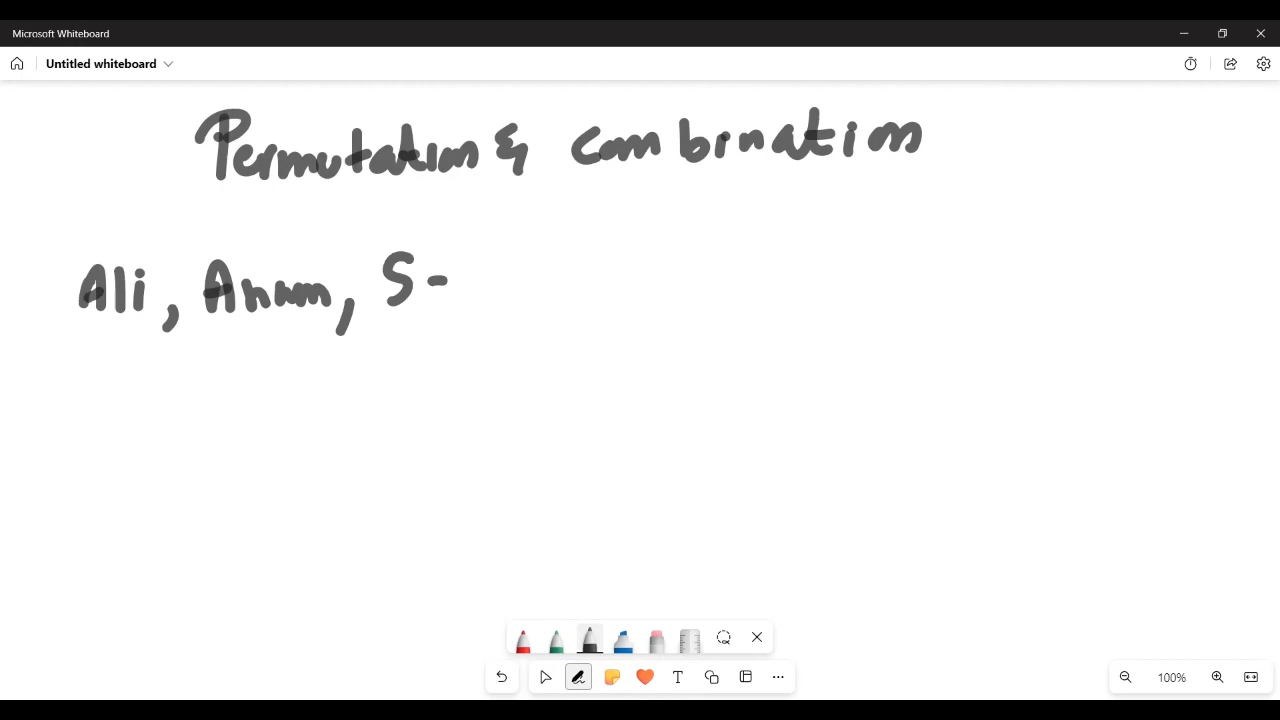 Microsoft Whiteboard
Untitled whiteboard
Permutation & combination
Ali, Anum, S-
100%